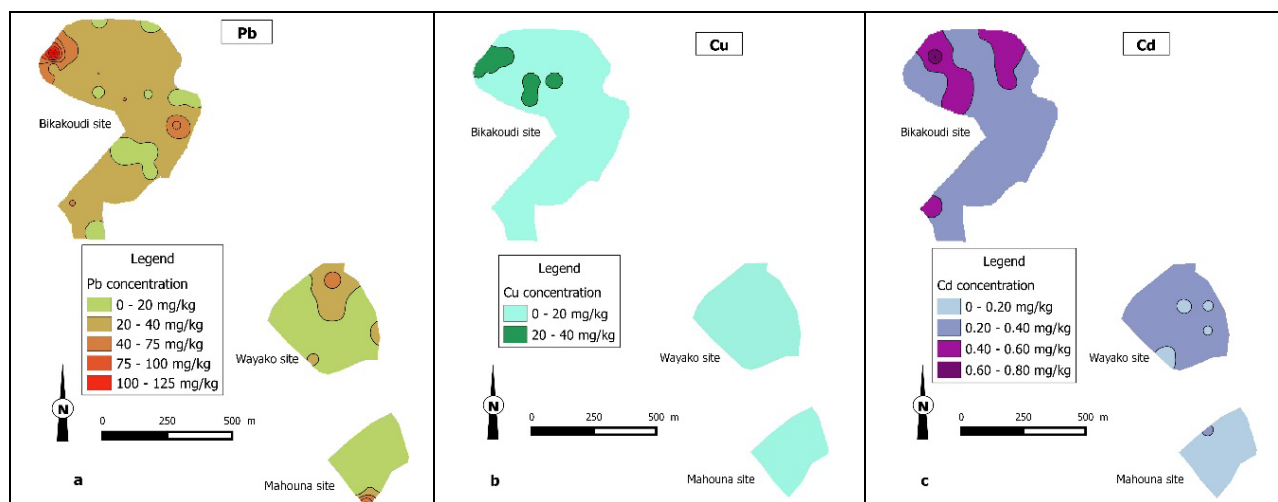 Pb
Bikakoudi site
Legend
Pb concentration
0 - 20 mg/kg
20 - 40 mg/kg
40 - 75 mg/kg
75 - 100 mg/kg
100 - 125 mg/kg
Wayako site
N
0 250 500 m
a
Mahouna site
Cu
Bikakoudi site
Legend
Cu concentration
0 - 20 mg/kg
20 - 40 mg/kg
Wayako site
N
0 250 500 m
b
Mahouna site
Cd
Bikakoudi site
Legend
Cd concentration
0 - 0.20 mg/kg
0.20 - 0.40 mg/kg
0.40 - 0.60 mg/kg
0.60 - 0.80 mg/kg
Wayako site
N
0 250 500 m
c
Mahouna site